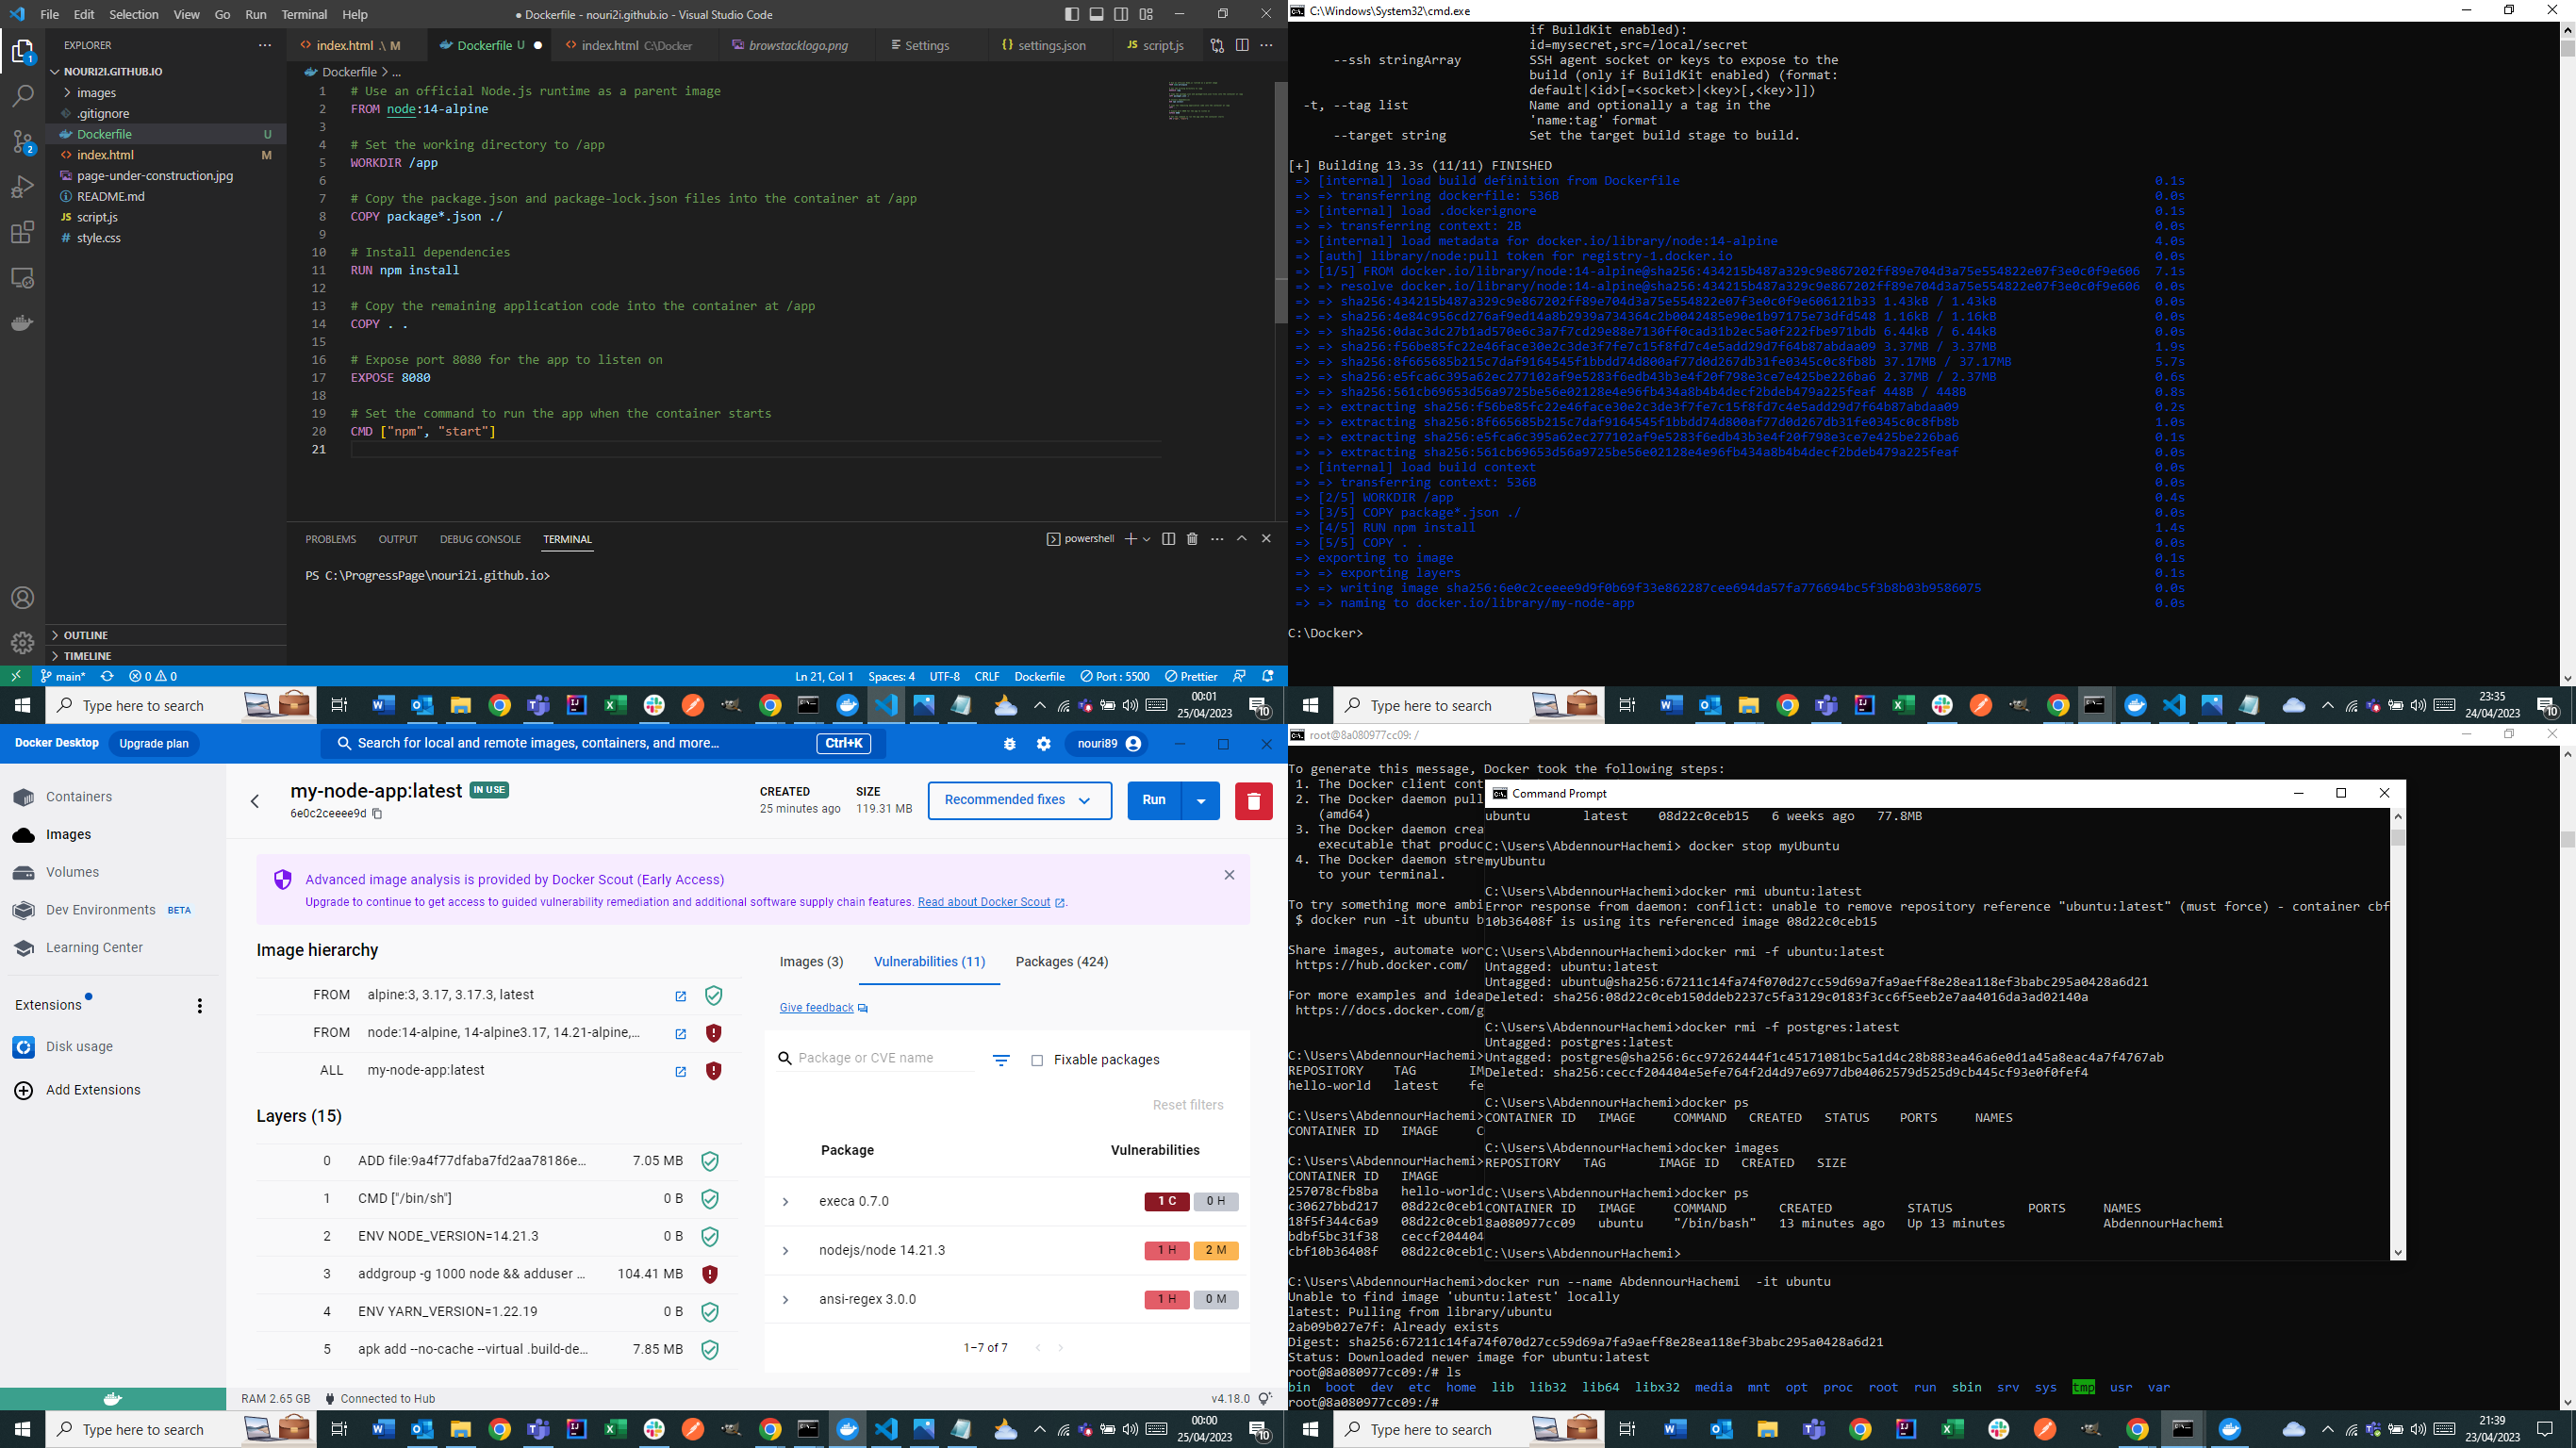 File Edit Selection View Go Run Terminal Help
● Dockerfile - nouri2i.github.io - Visual Studio Code
EXPLORER
NOURI2I.GITHUB.IO
images
.gitignore
Dockerfile U
index.html M
page-under-construction.jpg
README.md
script.js
style.css
OUTLINE
TIMELINE
index.html .\ M
Dockerfile U
index.html C:\Docker
browstacklogo.png
Settings
settings.json
script.js
Dockerfile > ...
1 # Use an official Node.js runtime as a parent image
2 FROM node:14-alpine
3
4 # Set the working directory to /app
5 WORKDIR /app
6
7 # Copy the package.json and package-lock.json files into the container at /app
8 COPY package*.json ./
9
10 # Install dependencies
11 RUN npm install
12
13 # Copy the remaining application code into the container at /app
14 COPY . .
15
16 # Expose port 8080 for the app to listen on
17 EXPOSE 8080
18
19 # Set the command to run the app when the container starts
20 CMD ["npm", "start"]
21
PROBLEMS OUTPUT DEBUG CONSOLE TERMINAL
powershell
PS C:\ProgressPage\nouri2i.github.io>
main* 0 0 Ln 21, Col 1 Spaces: 4 UTF-8 CRLF Dockerfile Port : 5500 Prettier
Type here to search
00:01
25/04/2023
10
C:\Windows\System32\cmd.exe
if BuildKit enabled):
id=mysecret,src=/local/secret
--ssh stringArray SSH agent socket or keys to expose to the
build (only if BuildKit enabled) (format:
default|<id>[=<socket>|<key>[,<key>]])
-t, --tag list Name and optionally a tag in the
'name:tag' format
--target string Set the target build stage to build.
[+] Building 13.3s (11/11) FINISHED
=> [internal] load build definition from Dockerfile 0.1s
=> => transferring dockerfile: 536B 0.0s
=> [internal] load .dockerignore 0.1s
=> => transferring context: 2B 0.0s
=> [internal] load metadata for docker.io/library/node:14-alpine 4.0s
=> [auth] library/node:pull token for registry-1.docker.io 0.0s
=> [1/5] FROM docker.io/library/node:14-alpine@sha256:434215b487a329c9e867202ff89e704d3a75e554822e07f3e0c0f9e606 7.1s
=> => resolve docker.io/library/node:14-alpine@sha256:434215b487a329c9e867202ff89e704d3a75e554822e07f3e0c0f9e606 0.0s
=> => sha256:434215b487a329c9e867202ff89e704d3a75e554822e07f3e0c0f9e606121b33 1.43kB / 1.43kB 0.0s
=> => sha256:4e84c956cd276af9ed14a8b2939a734364c2b0042485e90e1b97175e73dfd548 1.16kB / 1.16kB 0.0s
=> => sha256:0dac3dc27b1ad570e6c3a7f7cd29e88e7130ff0cad31b2ec5a0f222fbe971bdb 6.44kB / 6.44kB 0.0s
=> => sha256:f56be85fc22e46face30e2c3de3f7fe7c15f8fd7c4e5add29d7f64b87abdaa09 3.37MB / 3.37MB 1.9s
=> => sha256:8f665685b215c7daf9164545f1bbdd74d800af77d0d267db31fe0345c0c8fb8b 37.17MB / 37.17MB 5.7s
=> => sha256:e5fca6c395a62ec277102af9e5283f6edb43b3e4f20f798e3ce7e425be226ba6 2.37MB / 2.37MB 0.6s
=> => sha256:561cb69653d56a9725be56e02128e4e96fb434a8b4b4decf2bdeb479a225feaf 448B / 448B 0.8s
=> => extracting sha256:f56be85fc22e46face30e2c3de3f7fe7c15f8fd7c4e5add29d7f64b87abdaa09 0.2s
=> => extracting sha256:8f665685b215c7daf9164545f1bbdd74d800af77d0d267db31fe0345c0c8fb8b 1.0s
=> => extracting sha256:e5fca6c395a62ec277102af9e5283f6edb43b3e4f20f798e3ce7e425be226ba6 0.1s
=> => extracting sha256:561cb69653d56a9725be56e02128e4e96fb434a8b4b4decf2bdeb479a225feaf 0.0s
=> [internal] load build context 0.0s
=> => transferring context: 536B 0.0s
=> [2/5] WORKDIR /app 0.4s
=> [3/5] COPY package*.json ./ 0.0s
=> [4/5] RUN npm install 1.4s
=> [5/5] COPY . . 0.0s
=> exporting to image 0.1s
=> => exporting layers 0.1s
=> => writing image sha256:6e0c2ceeee9d9f0b69f33e862287cee694da57fa776694bc5f3b8b03b9586075 0.0s
=> => naming to docker.io/library/my-node-app 0.0s
C:\Docker>
Type here to search
23:35
24/04/2023
10
Docker Desktop Upgrade plan
Search for local and remote images, containers, and more... Ctrl+K
nouri89
Containers
Images
Volumes
Dev Environments BETA
Learning Center
Extensions
Disk usage
Add Extensions
my-node-app:latest IN USE
6e0c2ceeee9d
CREATED
25 minutes ago
SIZE
119.31 MB
Recommended fixes
Run
Advanced image analysis is provided by Docker Scout (Early Access)
Upgrade to continue to get access to guided vulnerability remediation and additional software supply chain features. Read about Docker Scout.
Image hierarchy
FROM alpine:3, 3.17, 3.17.3, latest
FROM node:14-alpine, 14-alpine3.17, 14.21-alpine,...
ALL my-node-app:latest
Layers (15)
0 ADD file:9a4f77dfaba7fd2aa78186e... 7.05 MB
1 CMD ["/bin/sh"] 0 B
2 ENV NODE_VERSION=14.21.3 0 B
3 addgroup -g 1000 node && adduser ... 104.41 MB
4 ENV YARN_VERSION=1.22.19 0 B
5 apk add --no-cache --virtual .build-de... 7.85 MB
Images (3) Vulnerabilities (11) Packages (424)
Give feedback
Package or CVE name
Fixable packages
Reset filters
Package Vulnerabilities
execa 0.7.0 1 C 0 H
nodejs/node 14.21.3 1 H 2 M
ansi-regex 3.0.0 1 H 0 M
1–7 of 7
RAM 2.65 GB Connected to Hub v4.18.0
Type here to search
00:00
25/04/2023
10
root@8a080977cc09: /
To generate this message, Docker took the following steps:
1. The Docker client cont
2. The Docker daemon pull
(amd64)
3. The Docker daemon crea
executable that produc
4. The Docker daemon stre
to your terminal.
To try something more ambi
$ docker run -it ubuntu b
Share images, automate wor
https://hub.docker.com/
For more examples and idea
https://docs.docker.com/g
C:\Users\AbdennourHachemi>
REPOSITORY TAG IM
hello-world latest fe
C:\Users\AbdennourHachemi>
CONTAINER ID IMAGE C
C:\Users\AbdennourHachemi>
CONTAINER ID IMAGE
257078cfb8ba hello-world
c30627bbd217 08d22c0ceb1
18f5f344c6a9 08d22c0ceb1
bdbf5bc31f38 ceccf204404
cbf10b36408f 08d22c0ceb1
Command Prompt
ubuntu latest 08d22c0ceb15 6 weeks ago 77.8MB
C:\Users\AbdennourHachemi> docker stop myUbuntu
myUbuntu
C:\Users\AbdennourHachemi>docker rmi ubuntu:latest
Error response from daemon: conflict: unable to remove repository reference "ubuntu:latest" (must force) - container cbf
10b36408f is using its referenced image 08d22c0ceb15
C:\Users\AbdennourHachemi>docker rmi -f ubuntu:latest
Untagged: ubuntu:latest
Untagged: ubuntu@sha256:67211c14fa74f070d27cc59d69a7fa9aeff8e28ea118ef3babc295a0428a6d21
Deleted: sha256:08d22c0ceb150ddeb2237c5fa3129c0183f3cc6f5eeb2e7aa4016da3ad02140a
C:\Users\AbdennourHachemi>docker rmi -f postgres:latest
Untagged: postgres:latest
Untagged: postgres@sha256:6cc97262444f1c45171081bc5a1d4c28b883ea46a6e0d1a45a8eac4a7f4767ab
Deleted: sha256:ceccf204404e5efe764f2d4d97e6977db04062579d525d9cb445cf93e0f0fef4
C:\Users\AbdennourHachemi>docker ps
CONTAINER ID IMAGE COMMAND CREATED STATUS PORTS NAMES
C:\Users\AbdennourHachemi>docker images
REPOSITORY TAG IMAGE ID CREATED SIZE
C:\Users\AbdennourHachemi>docker ps
CONTAINER ID IMAGE COMMAND CREATED STATUS PORTS NAMES
8a080977cc09 ubuntu "/bin/bash" 13 minutes ago Up 13 minutes AbdennourHachemi
C:\Users\AbdennourHachemi>
C:\Users\AbdennourHachemi>docker run --name AbdennourHachemi -it ubuntu
Unable to find image 'ubuntu:latest' locally
latest: Pulling from library/ubuntu
2ab09b027e7f: Already exists
Digest: sha256:67211c14fa74f070d27cc59d69a7fa9aeff8e28ea118ef3babc295a0428a6d21
Status: Downloaded newer image for ubuntu:latest
root@8a080977cc09:/# ls
bin boot dev etc home lib lib32 lib64 libx32 media mnt opt proc root run sbin srv sys tmp usr var
root@8a080977cc09:/#
Type here to search
21:39
23/04/2023